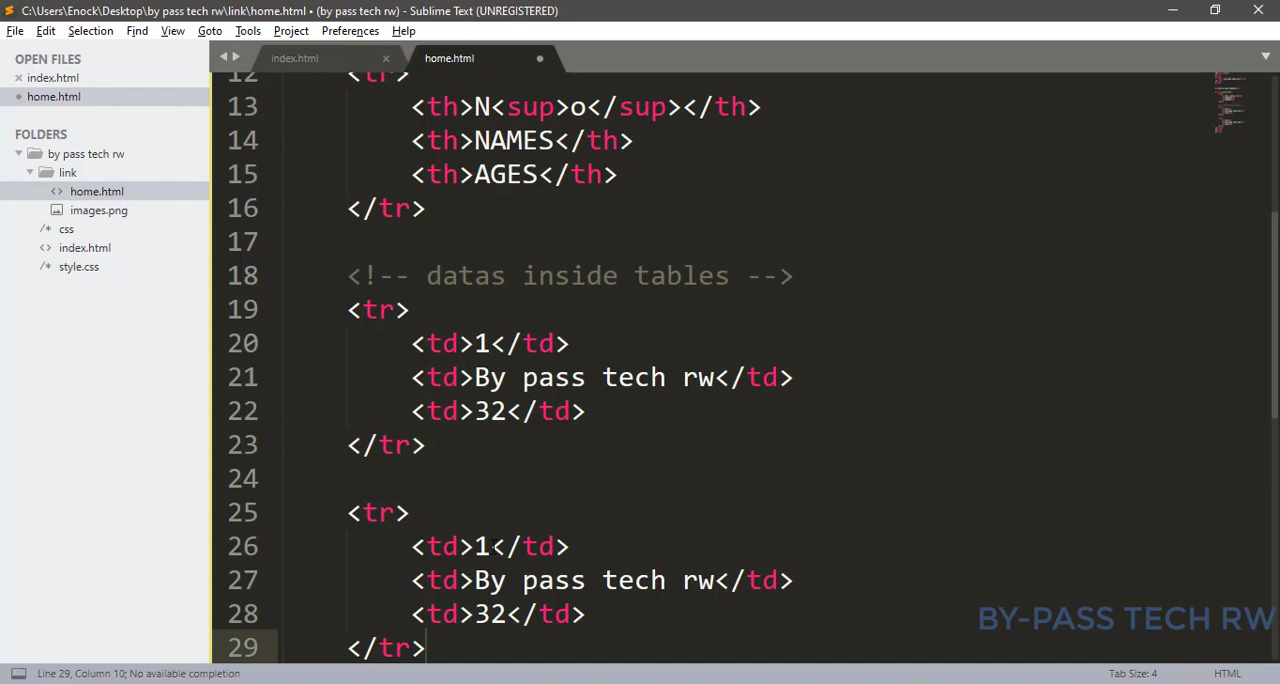 C:\Users\Enock\Desktop\by pass tech rw\link\home.html • (by pass tech rw) - Sublime Text (UNREGISTERED)
File Edit Selection Find View Goto Tools Project Preferences Help
OPEN FILES
index.html
home.html
FOLDERS
by pass tech rw
link
home.html
images.png
/* css
<> index.html
/* style.css
index.html
home.html
12 <tr>
13 <th>N<sup>o</sup></th>
14 <th>NAMES</th>
15 <th>AGES</th>
16 </tr>
17
18 <!-- datas inside tables -->
19 <tr>
20 <td>1</td>
21 <td>By pass tech rw</td>
22 <td>32</td>
23 </tr>
24
25 <tr>
26 <td>1</td>
27 <td>By pass tech rw</td>
28 <td>32</td>
29 </tr>
BY-PASS TECH RW
Line 29, Column 10; No available completion
Tab Size: 4
HTML